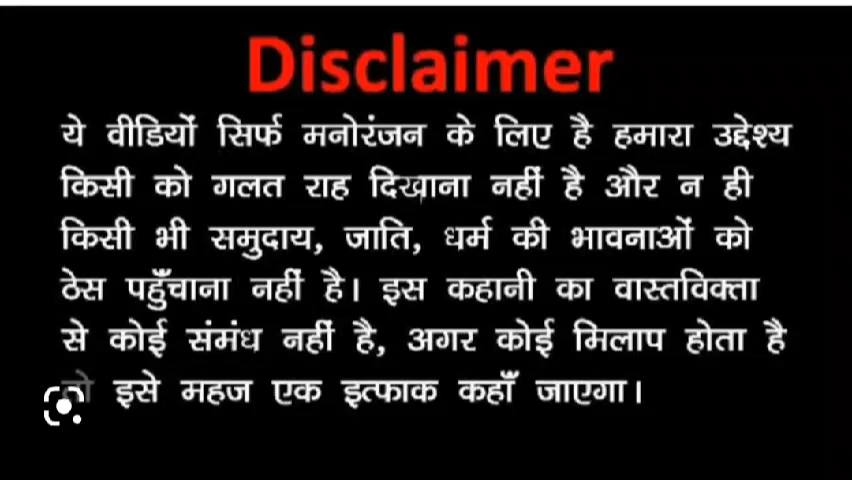 Disclaimer
ये वीडियों सिर्फ मनोरंजन के लिए है हमारा उद्देश्य
किसी को गलत राह दिखाना नहीं है और न ही
किसी भी समुदाय, जाति, धर्म की भावनाओं को
ठेस पहुँचाना नहीं है। इस कहानी का वास्तविक्ता
से कोई संमंध नहीं है, अगर कोई मिलाप होता है
इसे महज एक इत्फाक कहाँ जाएगा।